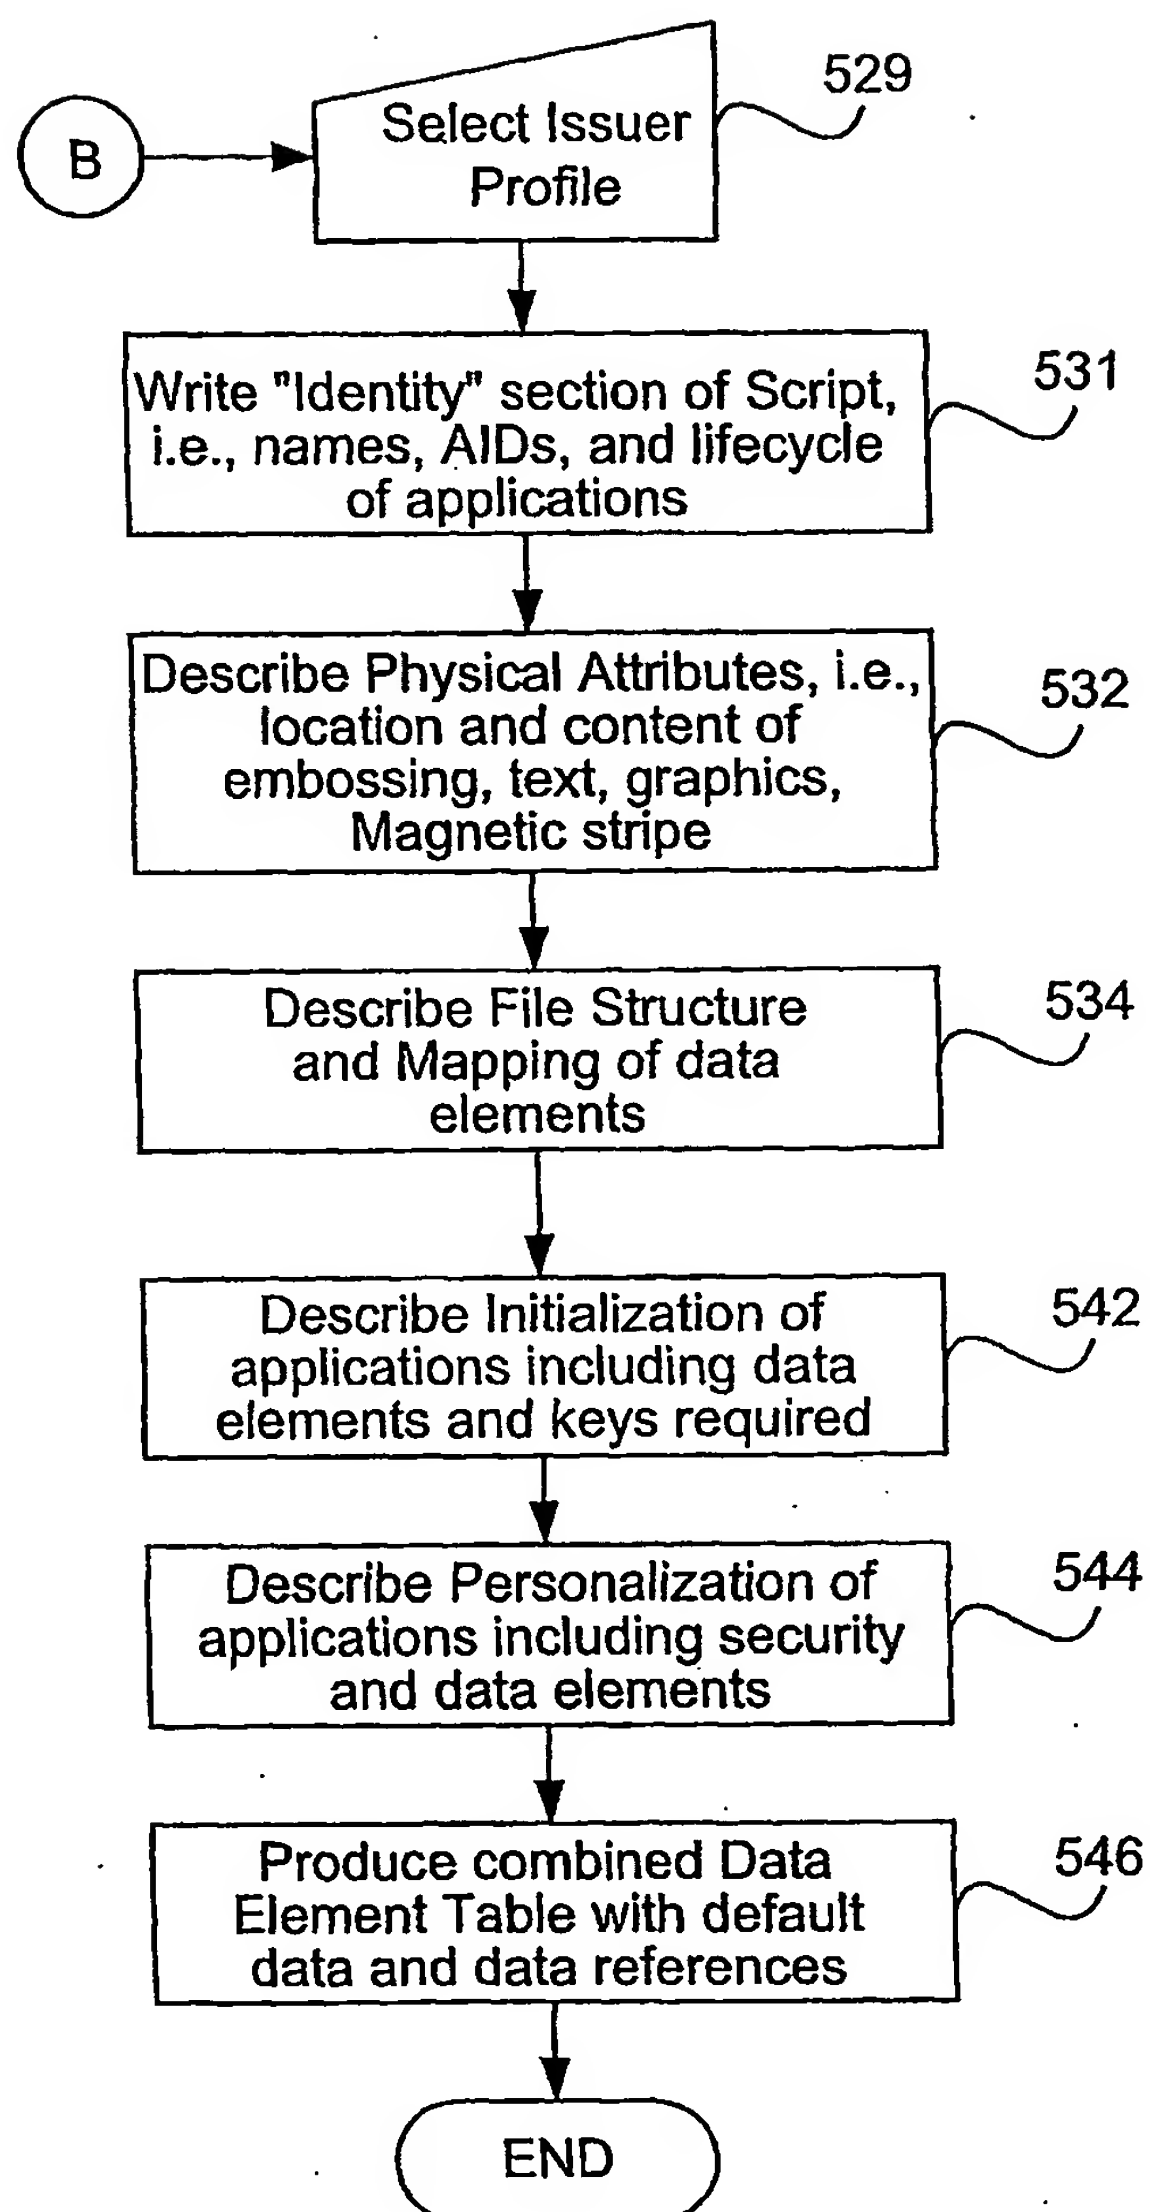 529
B
Select Issuer
Profile
531
Write "Identity" section of Script,
i.e., names, AIDs, and lifecycle
of applications
532
Describe Physical Attributes, i.e.,
location and content of
embossing, text, graphics,
Magnetic stripe
534
Describe File Structure
and Mapping of data
elements
542
Describe Initialization of
applications including data
elements and keys required
544
Describe Personalization of
applications including security
and data elements
546
Produce combined Data
Element Table with default
data and data references
END